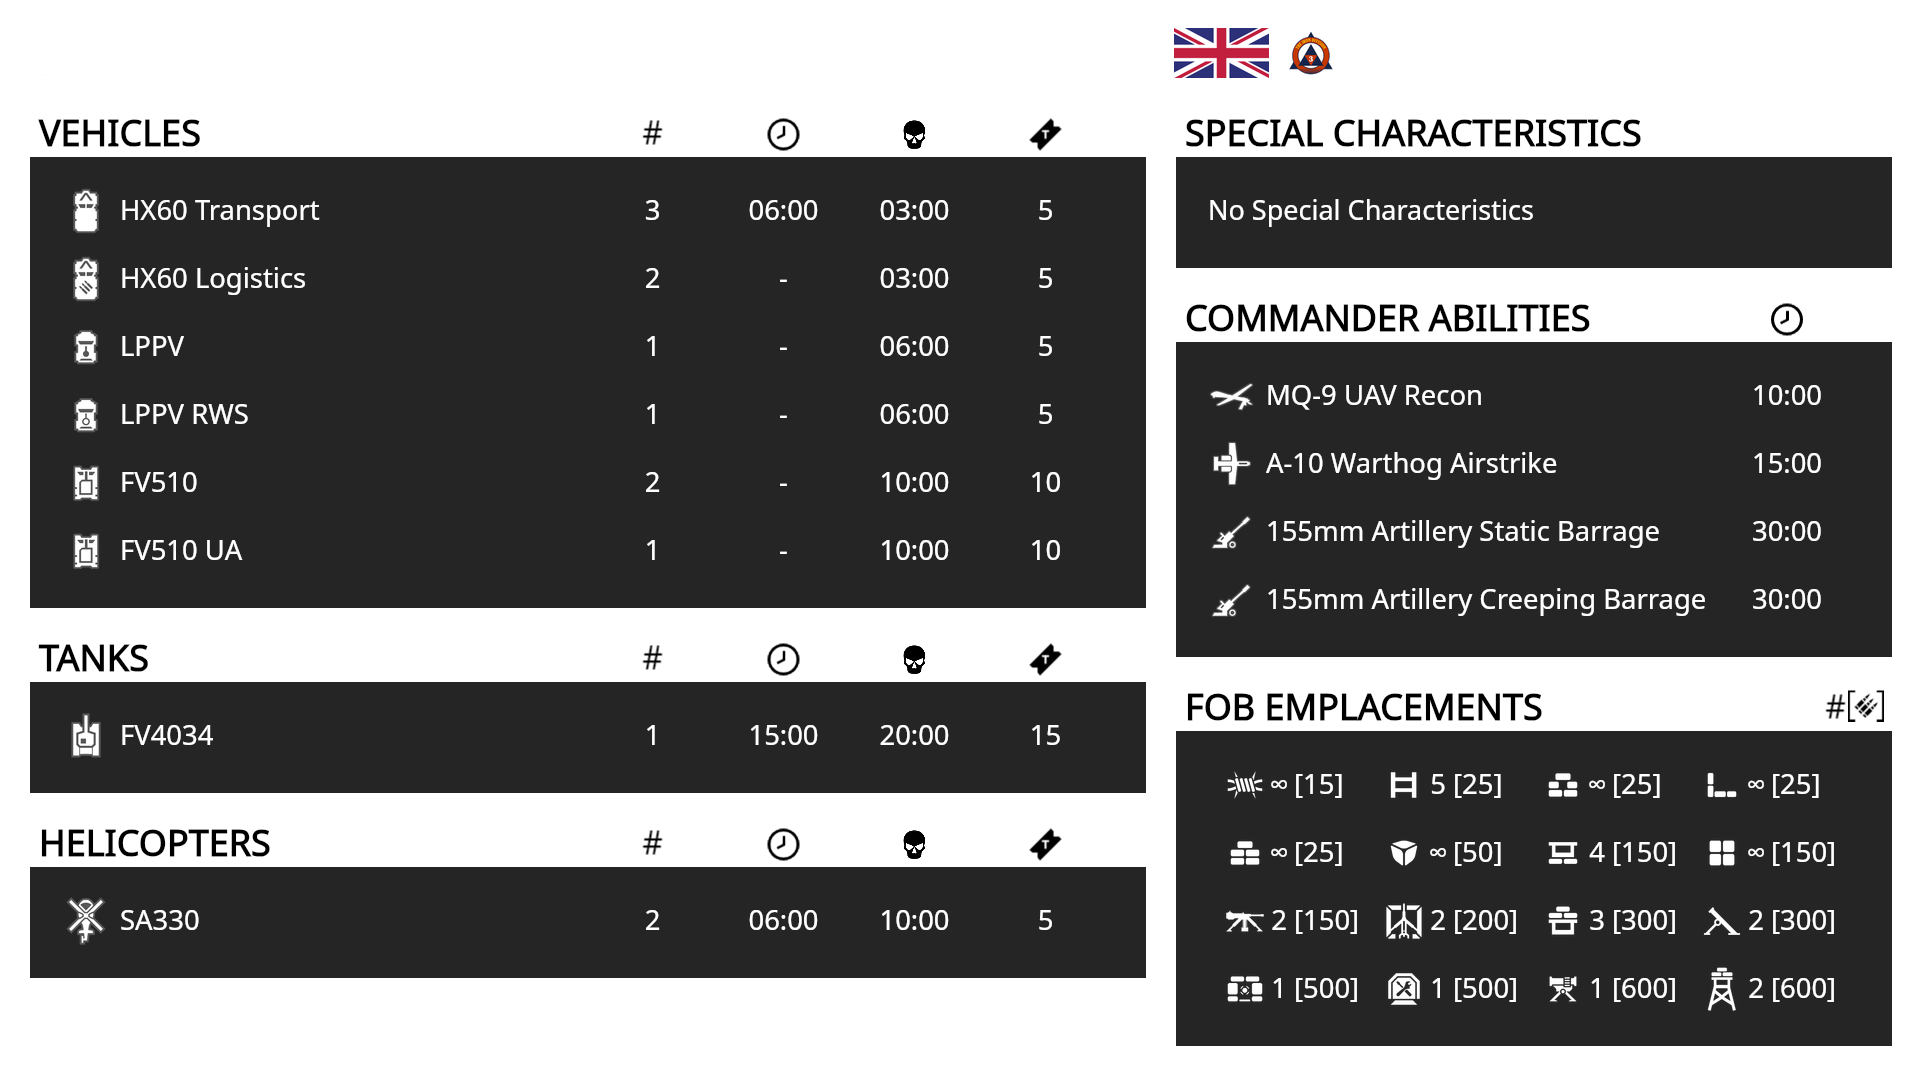 VEHICLES #
HX60 Transport 3 06:00 03:00 5
HX60 Logistics 2 - 03:00 5
LPPV 1 - 06:00 5
LPPV RWS 1 - 06:00 5
FV510 2 - 10:00 10
FV510 UA 1 - 10:00 10
TANKS #
FV4034 1 15:00 20:00 15
HELICOPTERS #
SA330 2 06:00 10:00 5
SPECIAL CHARACTERISTICS
No Special Characteristics
COMMANDER ABILITIES
MQ-9 UAV Recon 10:00
A-10 Warthog Airstrike 15:00
155mm Artillery Static Barrage 30:00
155mm Artillery Creeping Barrage 30:00
FOB EMPLACEMENTS #[ ]
∞ [15] 5 [25] ∞ [25] ∞ [25]
∞ [25] ∞ [50] 4 [150] ∞ [150]
2 [150] 2 [200] 3 [300] 2 [300]
1 [500] 1 [500] 1 [600] 2 [600]